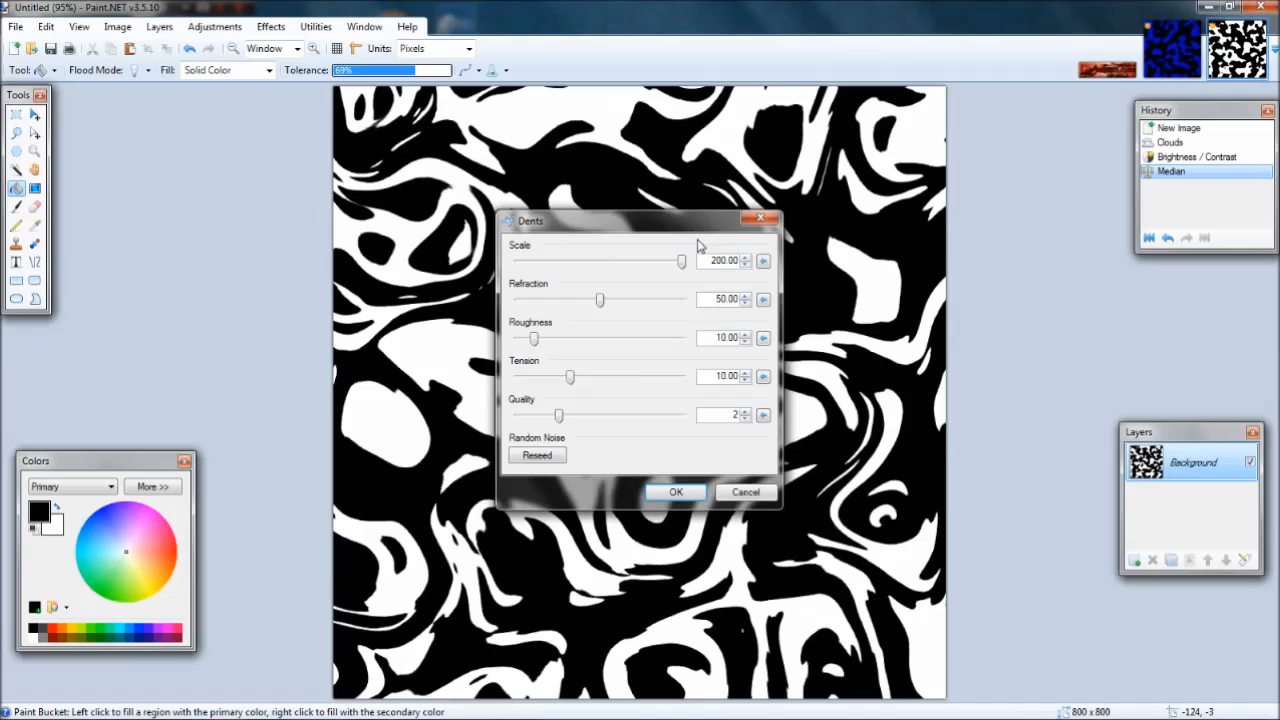 Untitled (95%) - Paint.NET v3.5.10
File Edit View Image Layers Adjustments Effects Utilities Window Help
Window Units: Pixels
Tool: Flood Mode: Fill: Solid Color Tolerance: 69%
Tools
History
New Image
Clouds
Brightness / Contrast
Median
Dents
Scale
200.00
Refraction
50.00
Roughness
10.00
Tension
10.00
Quality
2
Random Noise
Reseed
OK Cancel
Colors
Primary More >>
Layers
Background
Paint Bucket: Left click to fill a region with the primary color, right click to fill with the secondary color
800 x 800
-124, -3